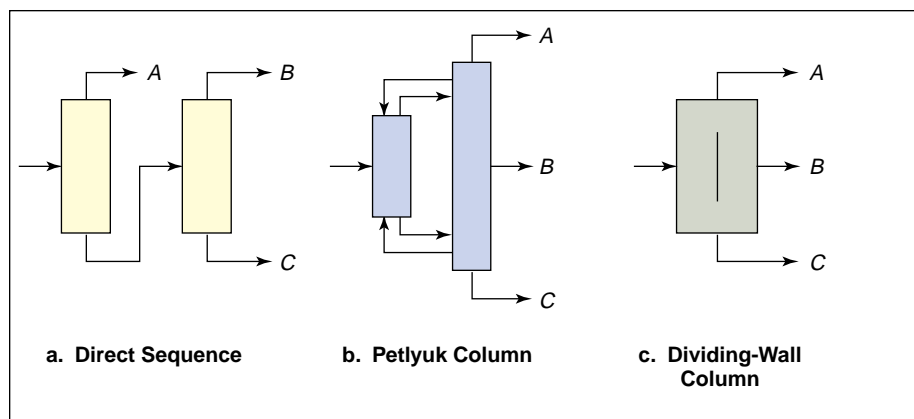 A
B
C
a. Direct Sequence
A
B
C
b. Petlyuk Column
A
B
C
c. Dividing-Wall
Column